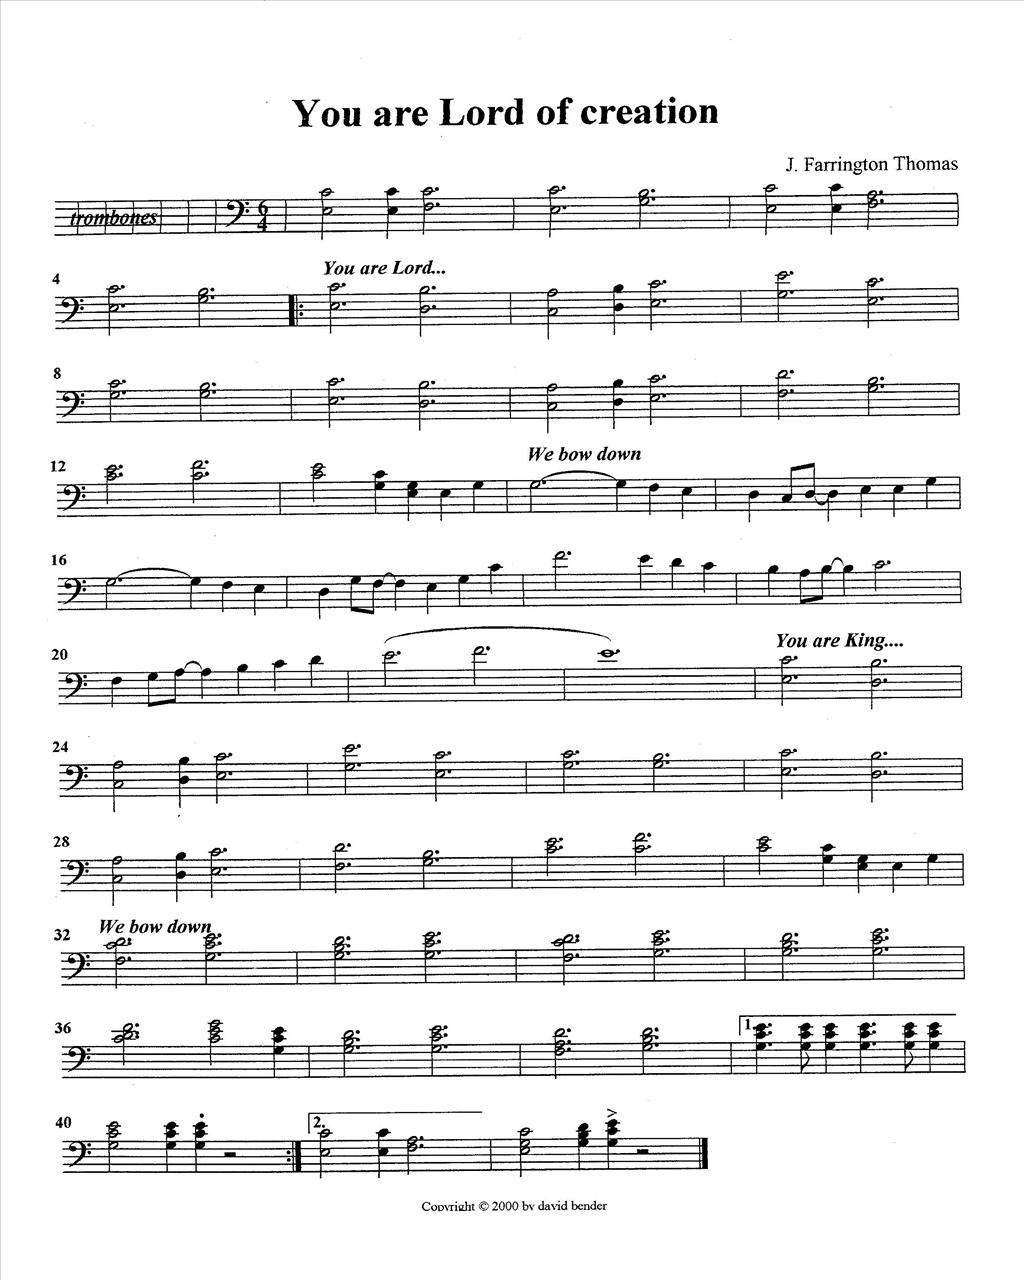 You are Lord of creation
J. Farrington Thomas
trombones
6
4
4
You are Lord...
8
12
We bow down
16
20
You are King....
24
28
32
We bow down
36
1.
40
2.
Copyright © 2000 by david bender